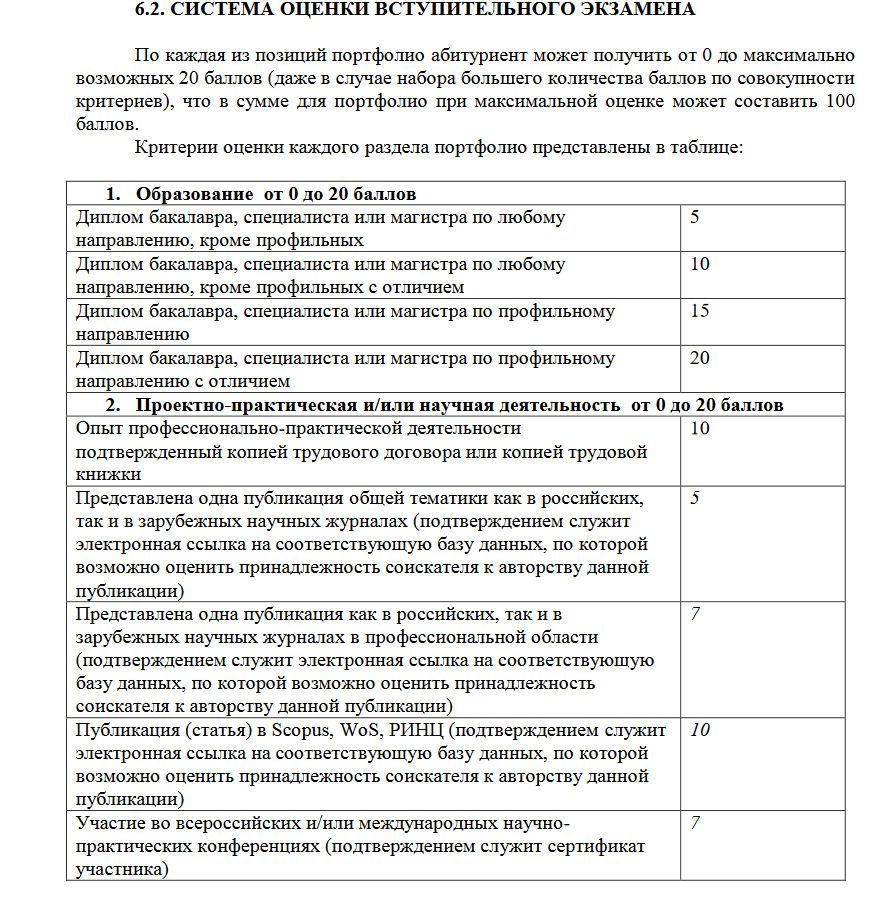 6.2. СИСТЕМА ОЦЕНКИ ВСТУПИТЕЛЬНОГО ЭКЗАМЕНА
По каждая из позиций портфолио абитуриент может получить от 0 до максимально
возможных 20 баллов (даже в случае набора большего количества баллов по совокупности
критериев), что в сумме для портфолио при максимальной оценке может составить 100
баллов.
Критерии оценки каждого раздела портфолио представлены в таблице:
1. Образование от 0 до 20 баллов
Диплом бакалавра, специалиста или магистра по любому
направлению, кроме профильных
5
Диплом бакалавра, специалиста или магистра по любому
направлению, кроме профильных с отличием
10
Диплом бакалавра, специалиста или магистра по профильному
направлению
15
Диплом бакалавра, специалиста или магистра по профильному
направлению с отличием
20
2. Проектно-практическая и/или научная деятельность от 0 до 20 баллов
Опыт профессионально-практической деятельности
подтвержденный копией трудового договора или копией трудовой
книжки
10
Представлена одна публикация общей тематики как в российских,
так и в зарубежных научных журналах (подтверждением служит
электронная ссылка на соответствующую базу данных, по которой
возможно оценить принадлежность соискателя к авторству данной
публикации)
5
Представлена одна публикация как в российских, так и в
зарубежных научных журналах в профессиональной области
(подтверждением служит электронная ссылка на соответствующую
базу данных, по которой возможно оценить принадлежность
соискателя к авторству данной публикации)
7
Публикация (статья) в Scopus, WoS, РИНЦ (подтверждением служит
электронная ссылка на соответствующую базу данных, по которой
возможно оценить принадлежность соискателя к авторству данной
публикации)
10
Участие во всероссийских и/или международных научно-
практических конференциях (подтверждением служит сертификат
участника)
7